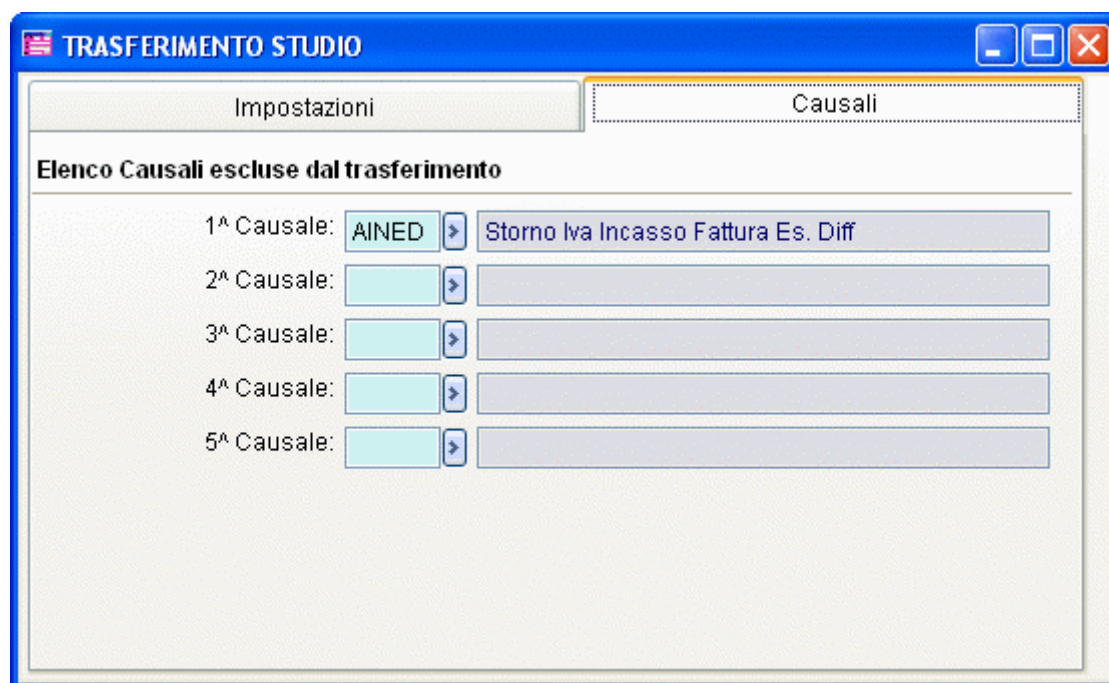 TRASFERIMENTO STUDIO
Impostazioni Causali
Elenco Causali escluse dal trasferimento
1^ Causale: AINED Storno Iva Incasso Fattura Es. Diff
2^ Causale:
3^ Causale:
4^ Causale:
5^ Causale: